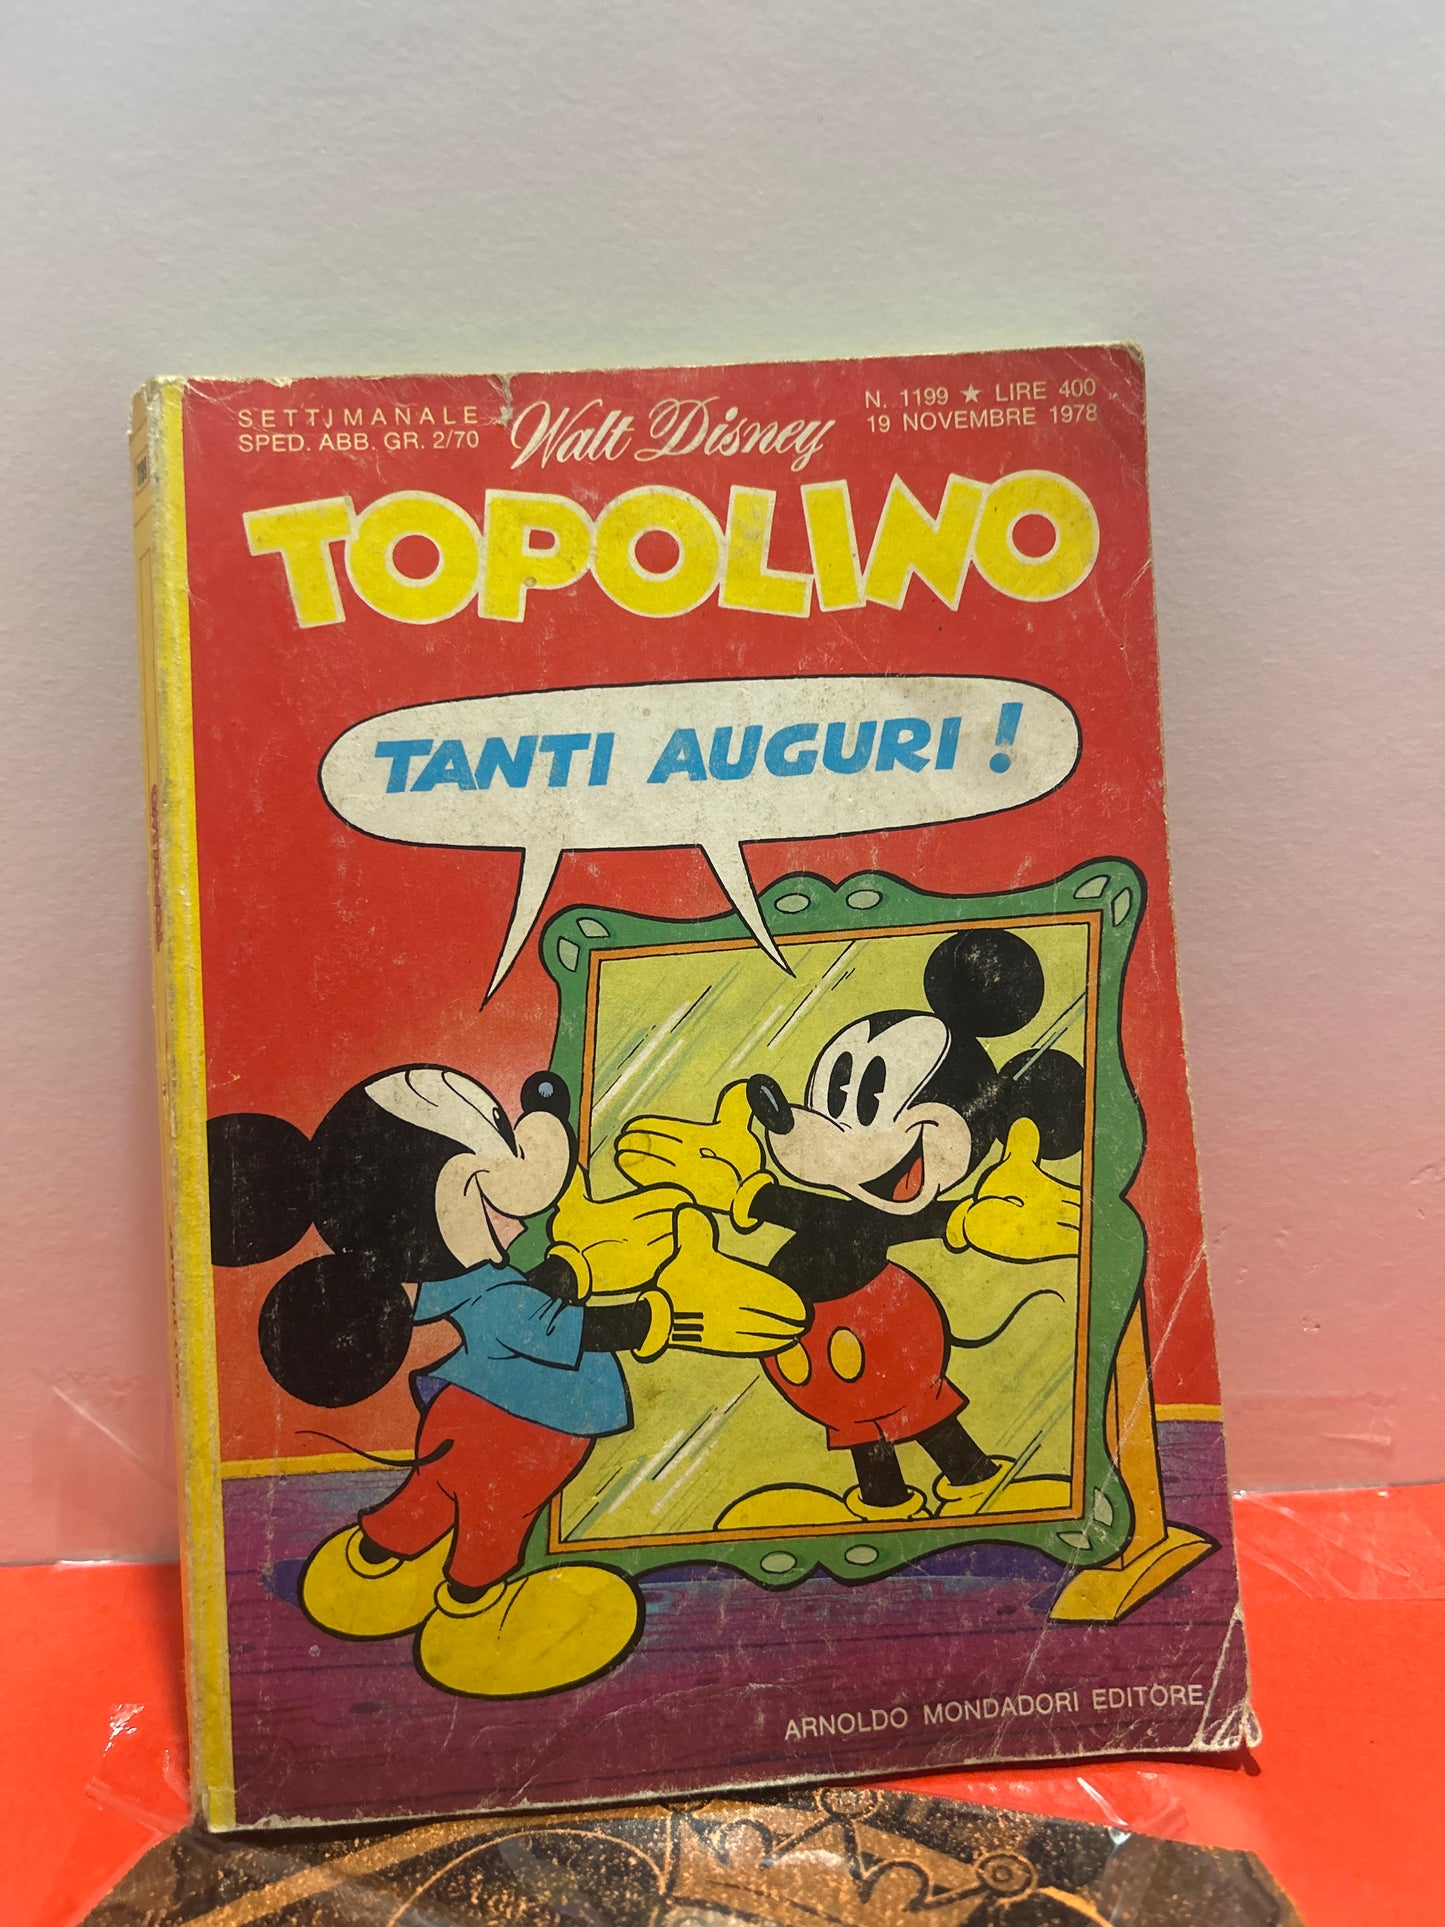 SETTIMANALE
SPED. ABB. GR. 2/70
Walt Disney
N. 1199 ★ LIRE 400
19 NOVEMBRE 1978
TOPOLINO
TANTI AUGURI !
ARNOLDO MONDADORI EDITORE